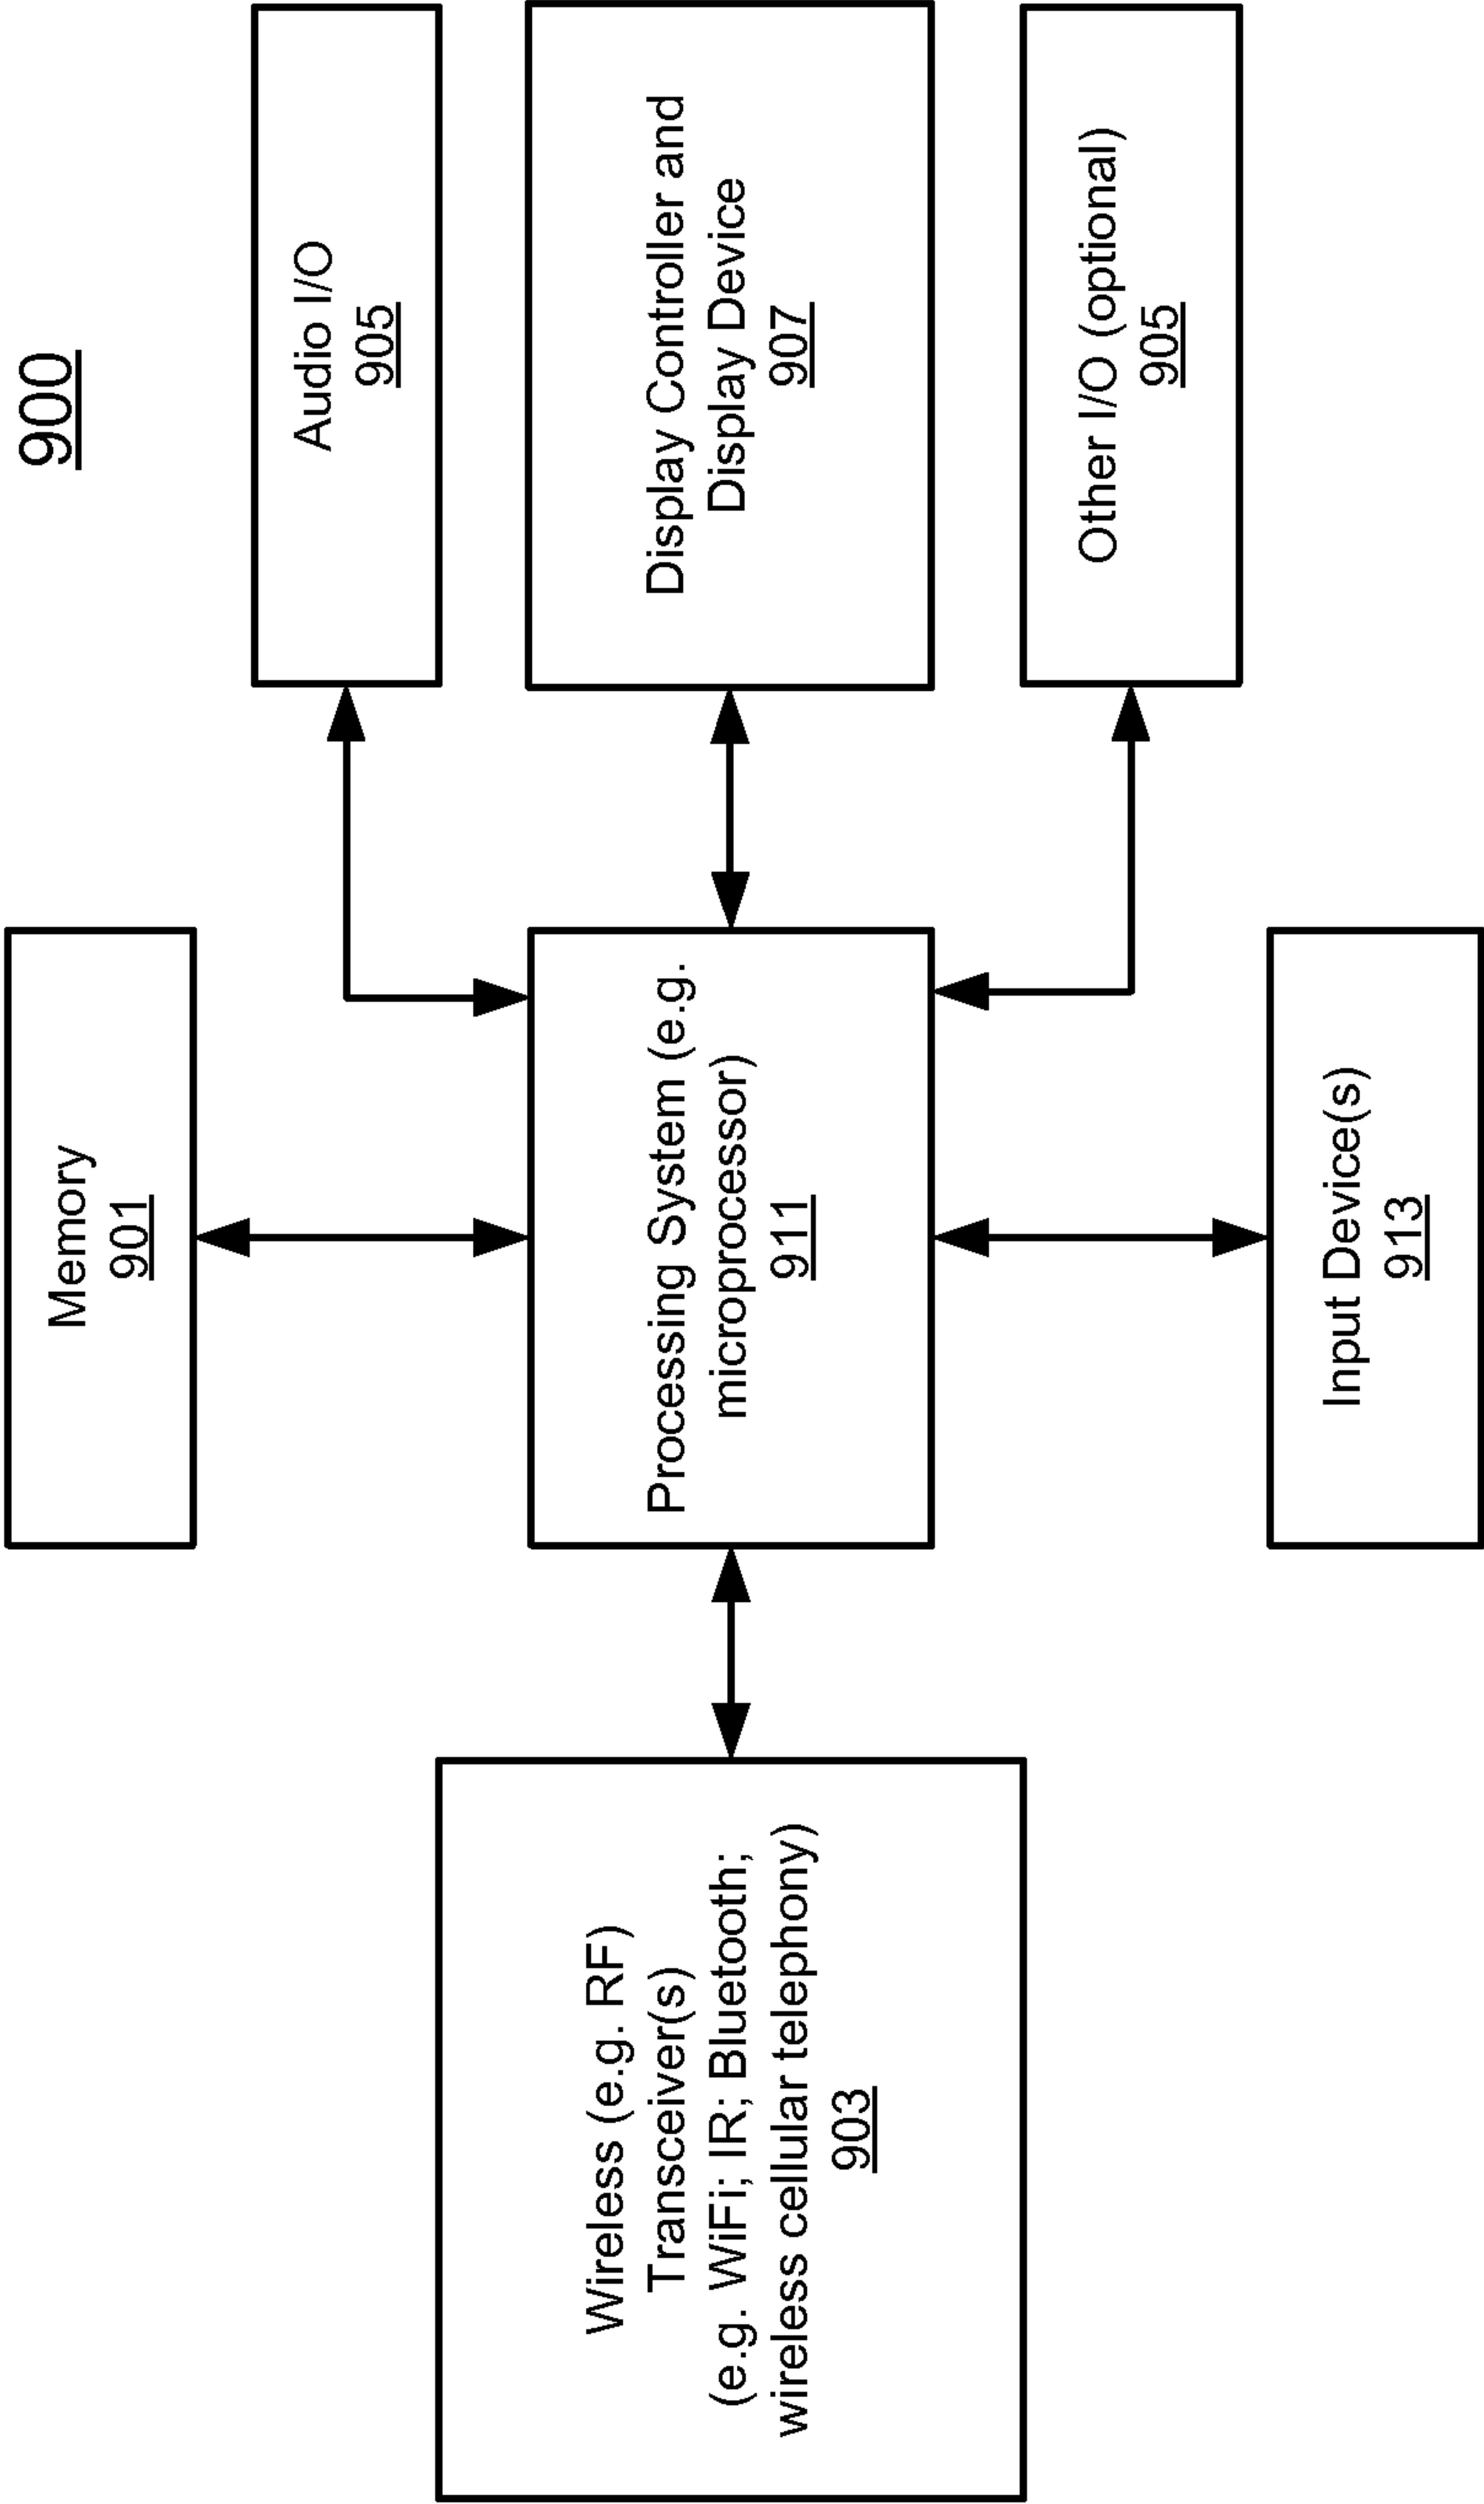 900
Memory
901
Audio I/O
905
Wireless (e.g. RF)
Transceiver(s)
(e.g. WiFi; IR; Bluetooth;
wireless cellular telephony)
903
Processing System (e.g.
microprocessor)
911
Display Controller and
Display Device
907
Other I/O (optional)
905
Input Device(s)
913